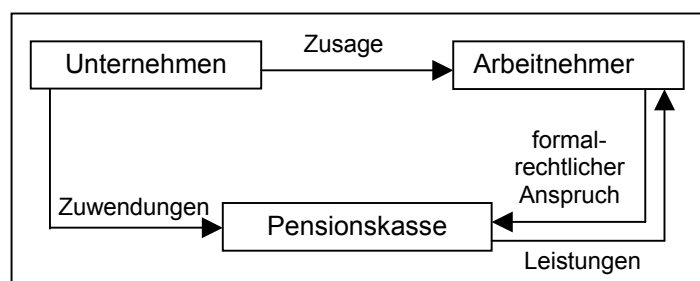 Zusage
Unternehmen
Arbeitnehmer
formal-
rechtlicher
Anspruch
Zuwendungen
Pensionskasse
Leistungen